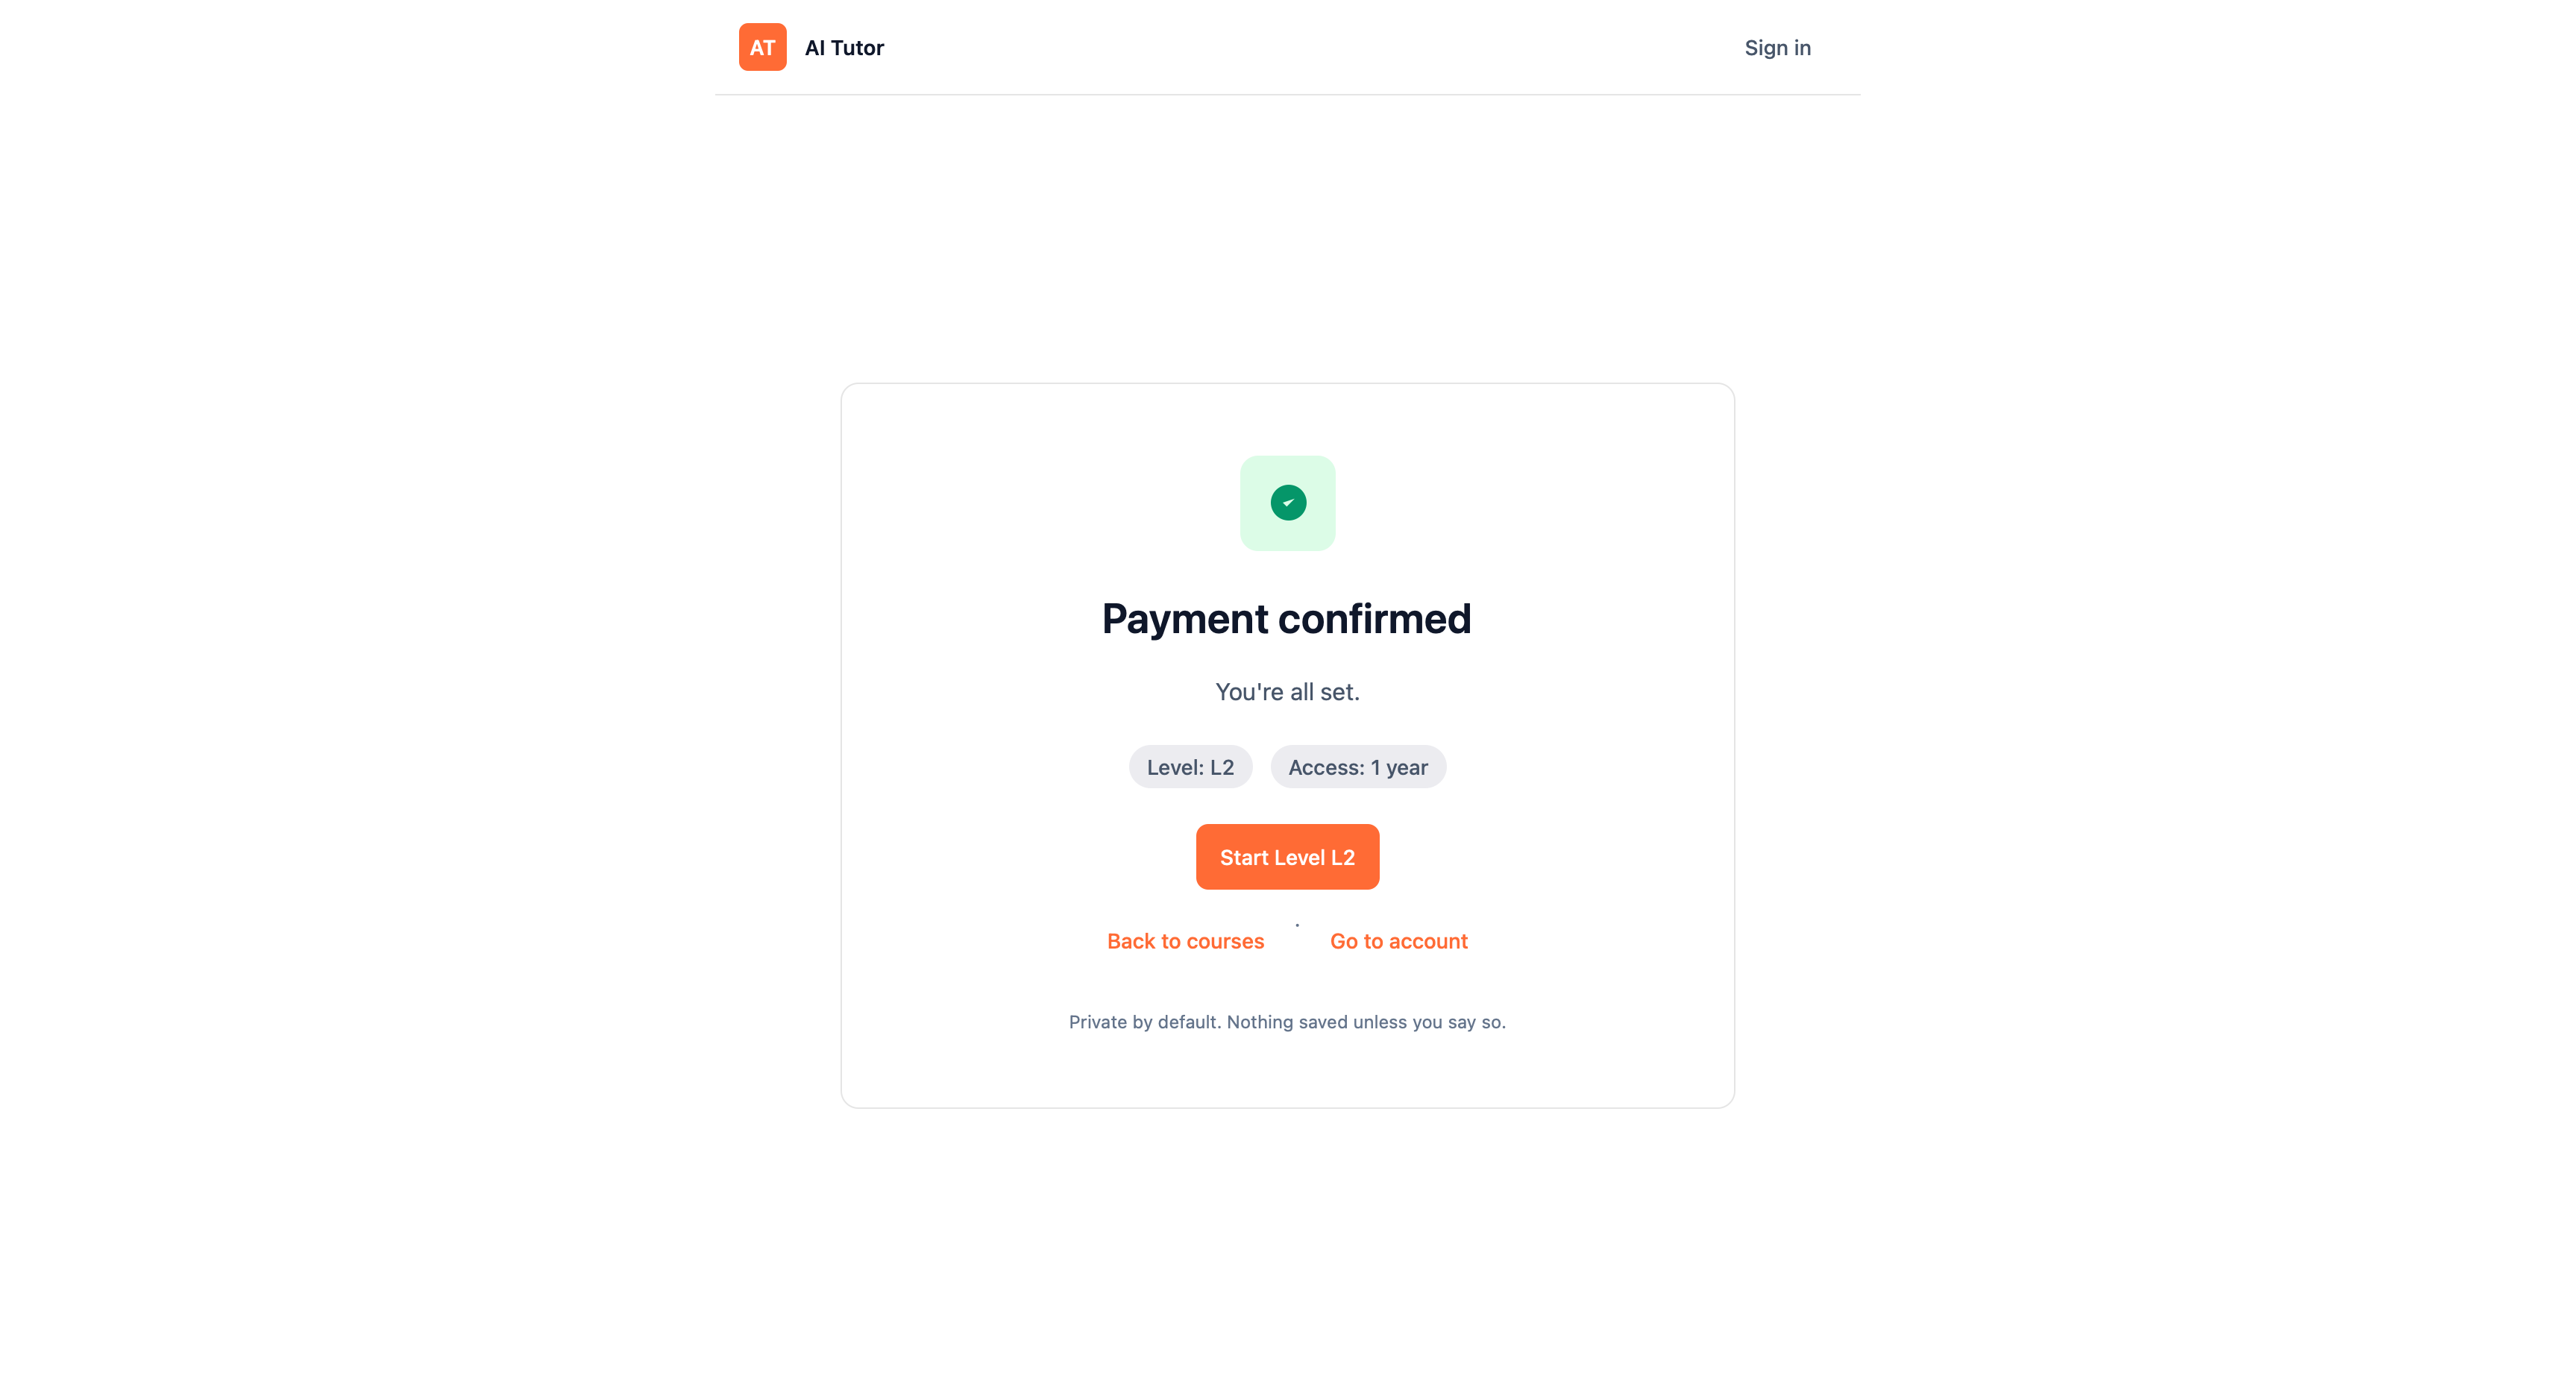 AT AI Tutor Sign in
Payment confirmed
You're all set.
Level: L2 Access: 1 year
Start Level L2
Back to courses · Go to account
Private by default. Nothing saved unless you say so.